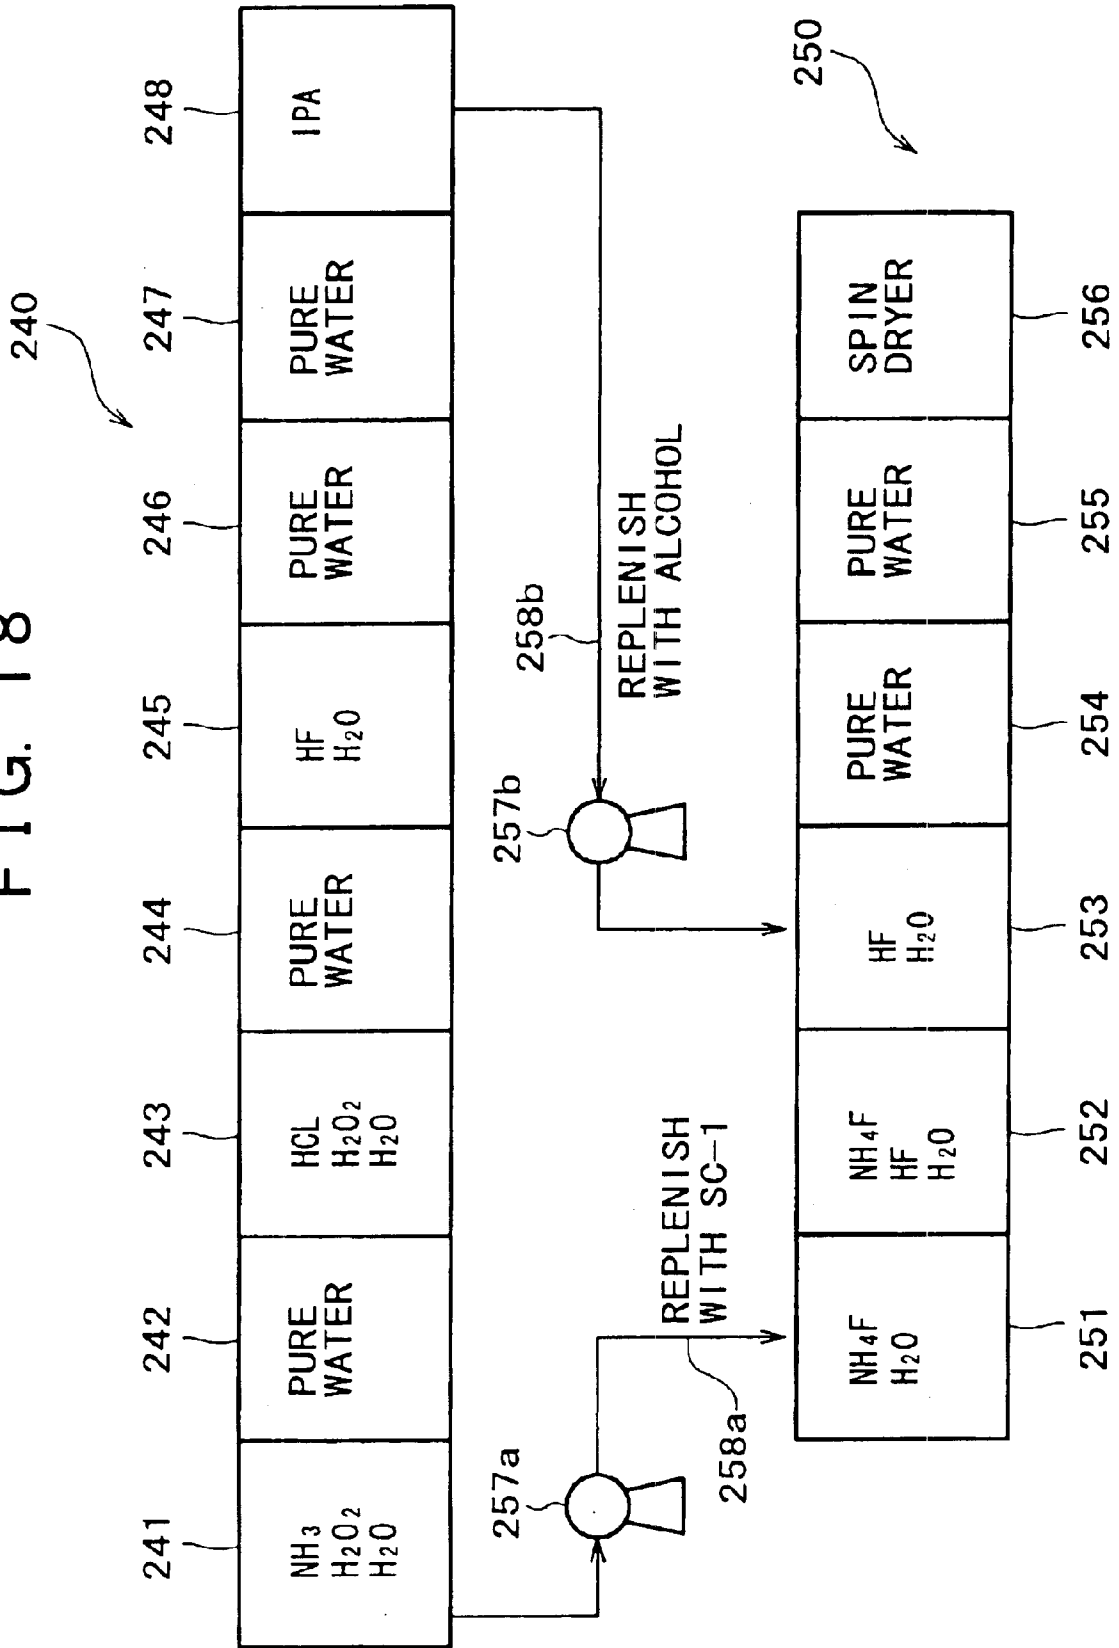 FIG. 18
240
241
242
243
244
245
246
247
248
NH3
H2O2
H2O
PURE
WATER
HCL
H2O2
H2O
PURE
WATER
HF
H2O
PURE
WATER
PURE
WATER
IPA
257a
258a
REPLENISH
WITH SC-1
257b
258b
REPLENISH
WITH ALCOHOL
250
NH4F
H2O
NH4F
HF
H2O
HF
H2O
PURE
WATER
PURE
WATER
SPIN
DRYER
251
252
253
254
255
256